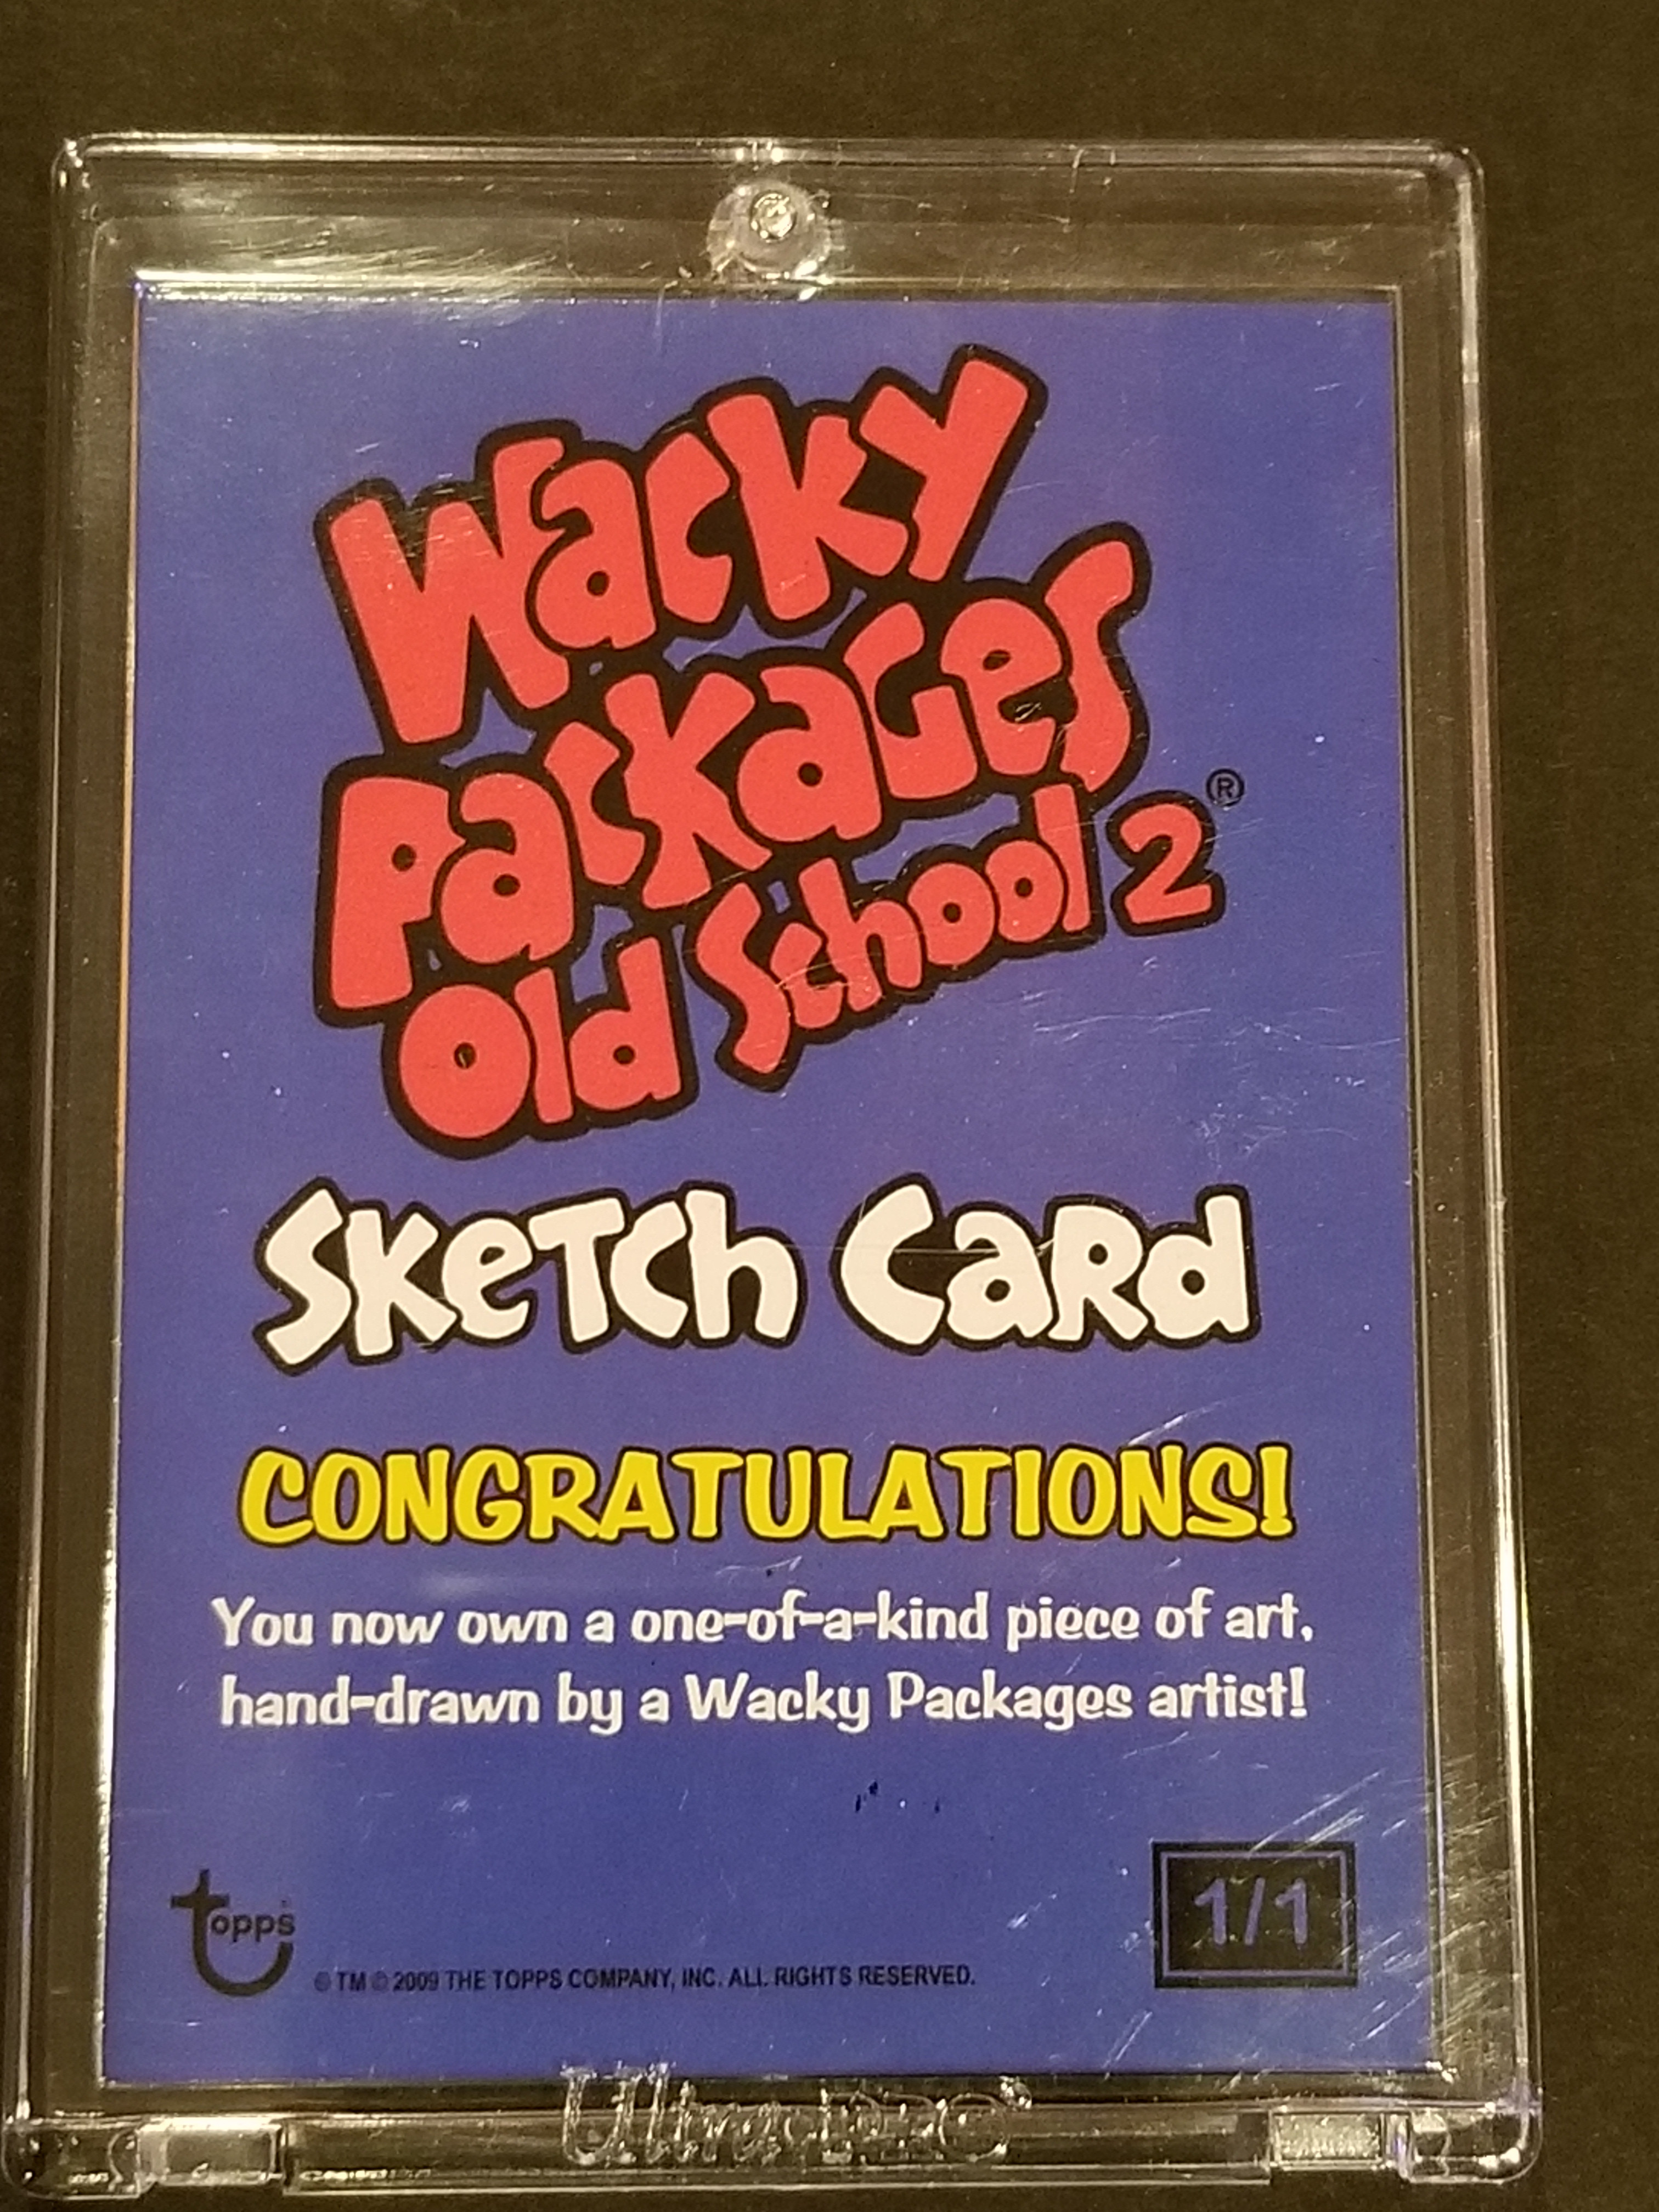 Wacky
Packages
Old School 2®
Sketch Card
CONGRATULATIONS!
You now own a one-of-a-kind piece of art,
hand-drawn by a Wacky Packages artist!
topps
1/1
® TM © 2009 THE TOPPS COMPANY, INC. ALL RIGHTS RESERVED.
Ultra PRO